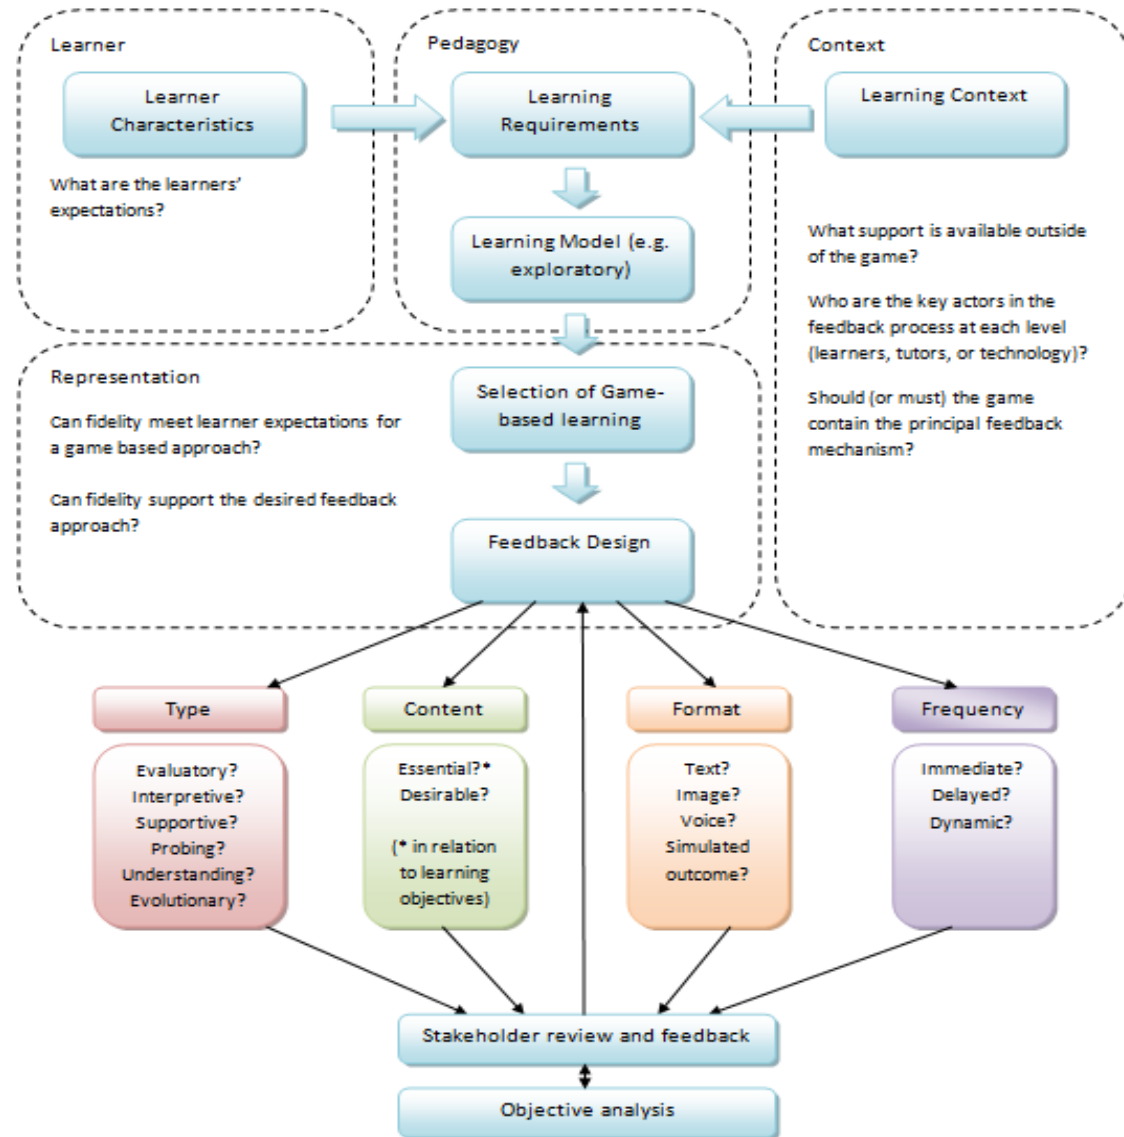 Learner
Learner
Characteristics
What are the learners’
expectations?
Pedagogy
Learning
Requirements
Learning Model (e.g.
exploratory)
Context
Learning Context
What support is available outside
of the game?
Who are the key actors in the
feedback process at each level
(learners, tutors, or technology)?
Should (or must) the game
contain the principal feedback
mechanism?
Representation
Can fidelity meet learner expectations for
a game based approach?
Can fidelity support the desired feedback
approach?
Selection of Game-
based learning
Feedback Design
Type
Evaluatory?
Interpretive?
Supportive?
Probing?
Understanding?
Evolutionary?
Content
Essential?*
Desirable?
(* in relation
to learning
objectives)
Format
Text?
Image?
Voice?
Simulated
outcome?
Frequency
Immediate?
Delayed?
Dynamic?
Stakeholder review and feedback
Objective analysis